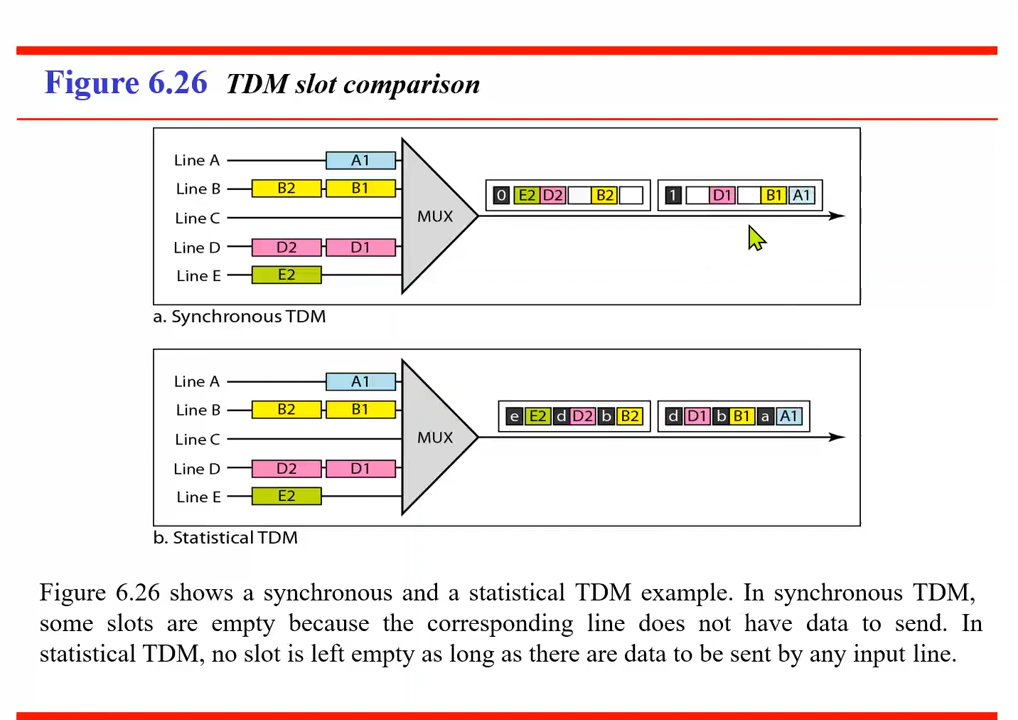 Figure 6.26 TDM slot comparison
Line A A1
Line B B2 B1
Line C
Line D D2 D1
Line E E2
MUX
0 E2 D2 B2 1 D1 B1 A1
a. Synchronous TDM
Line A A1
Line B B2 B1
Line C
Line D D2 D1
Line E E2
MUX
e E2 d D2 b B2 d D1 b B1 a A1
b. Statistical TDM
Figure 6.26 shows a synchronous and a statistical TDM example. In synchronous TDM,
some slots are empty because the corresponding line does not have data to send. In
statistical TDM, no slot is left empty as long as there are data to be sent by any input line.